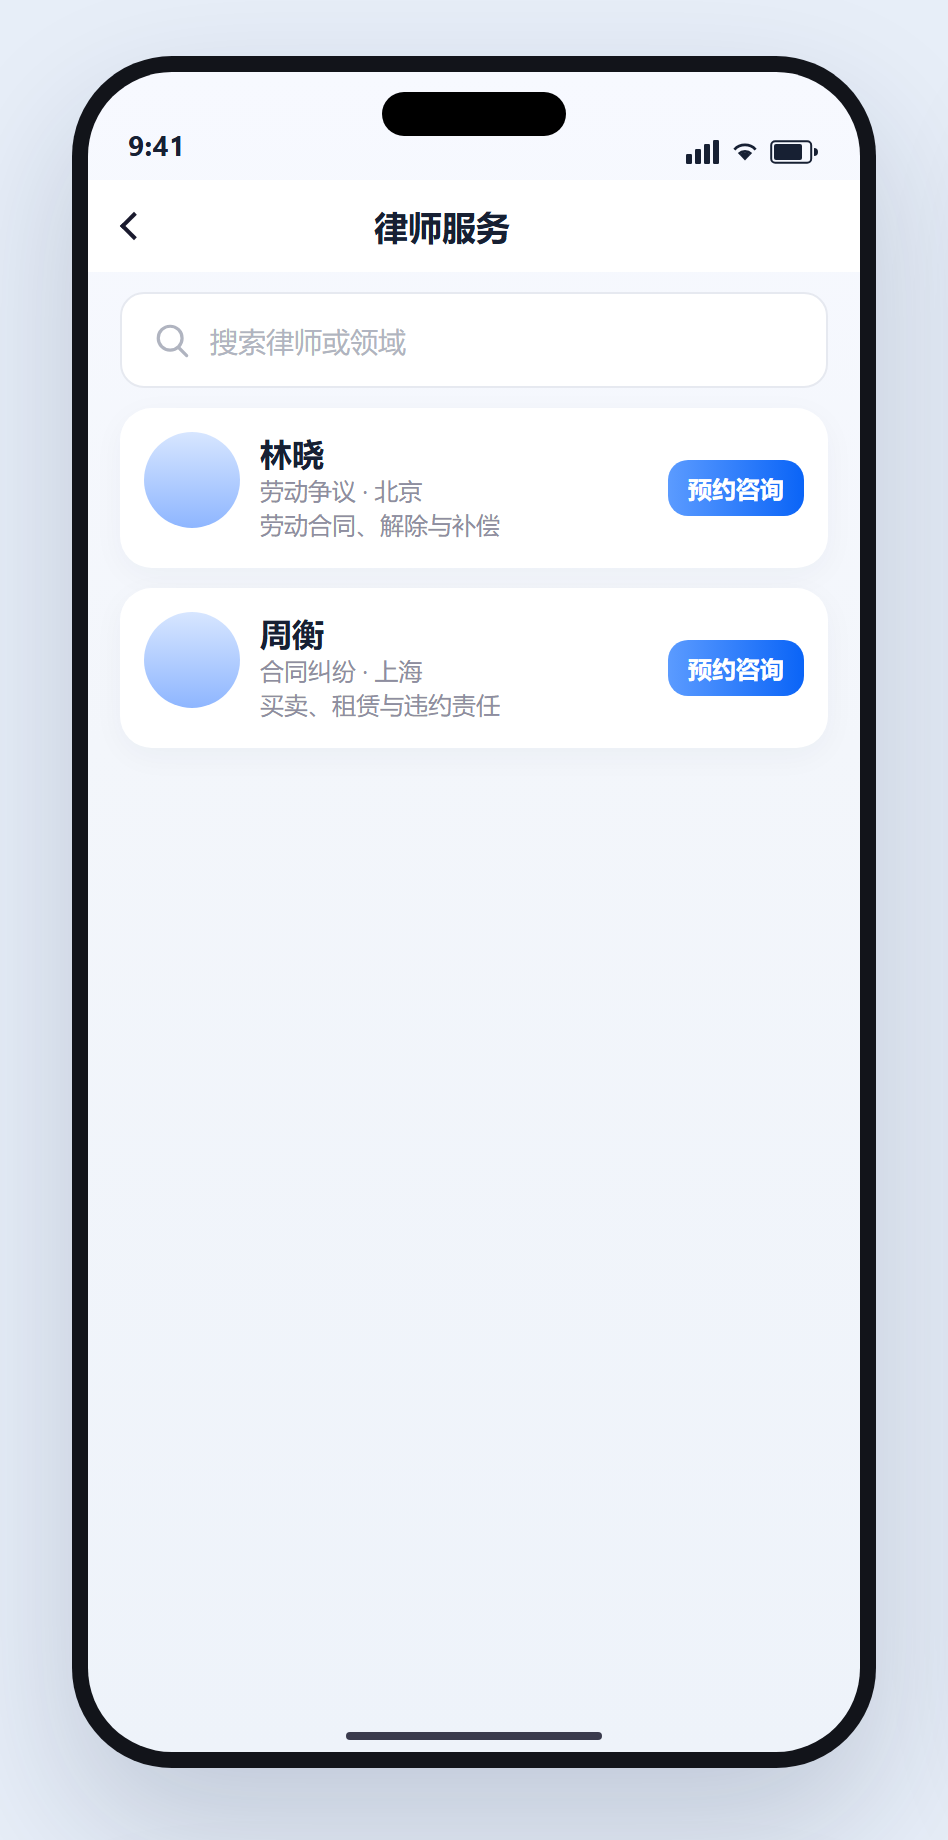 9:41
律师服务
搜索律师或领域
林晓
劳动争议 · 北京
劳动合同、解除与补偿
预约咨询
周衡
合同纠纷 · 上海
买卖、租赁与违约责任
预约咨询